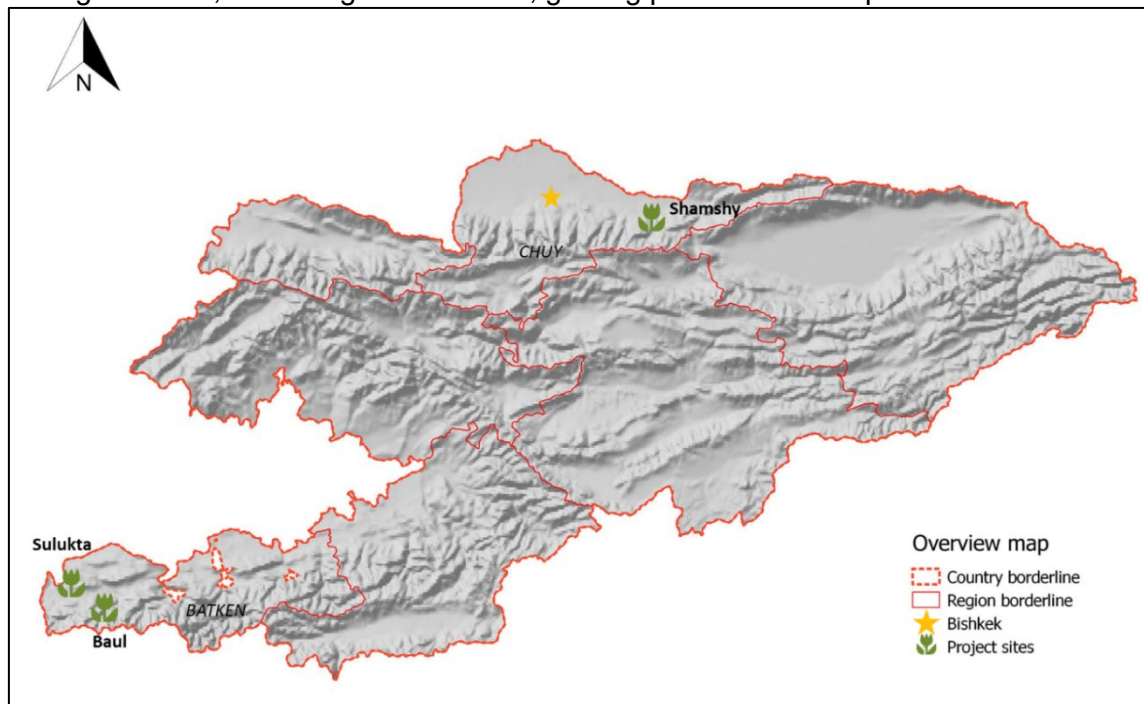 N
Shamshy
CHUY
Sulukta
BATKEN
Baul
Overview map
Country borderline
Region borderline
Bishkek
Project sites